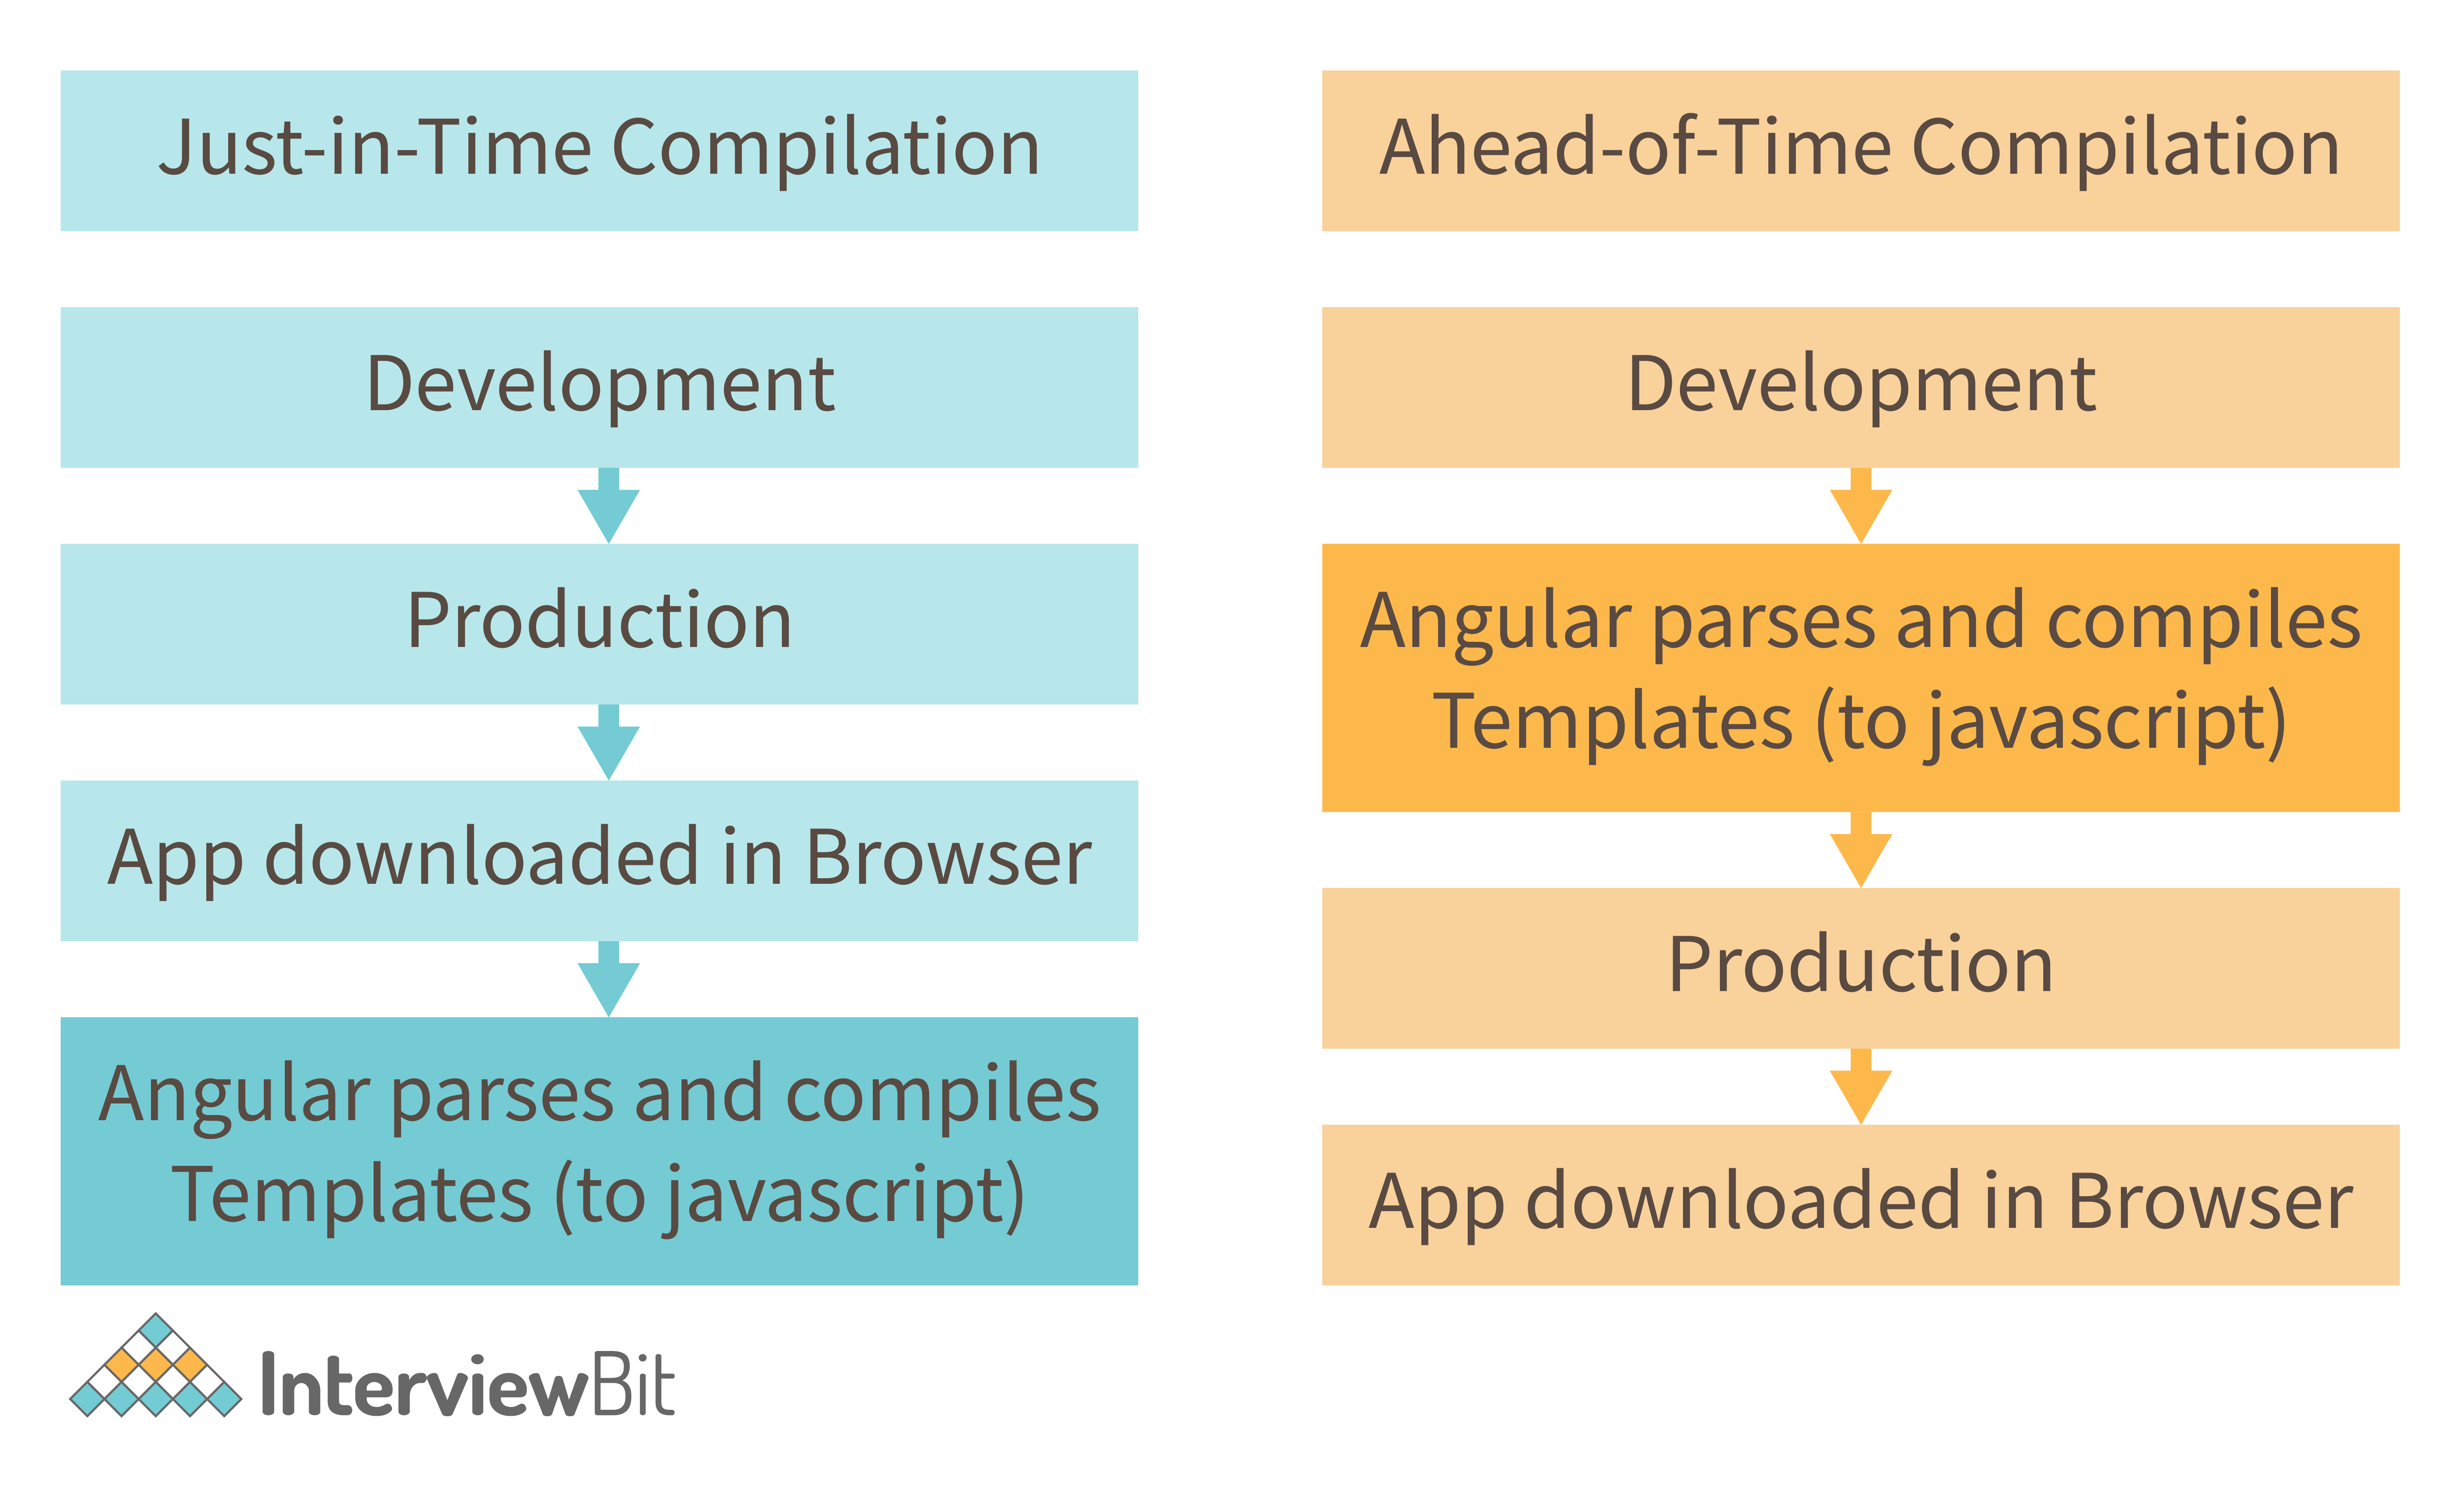 Just-in-Time Compilation
Development
Production
App downloaded in Browser
Angular parses and compiles
Templates (to javascript)
Ahead-of-Time Compilation
Development
Angular parses and compiles
Templates (to javascript)
Production
App downloaded in Browser
InterviewBit